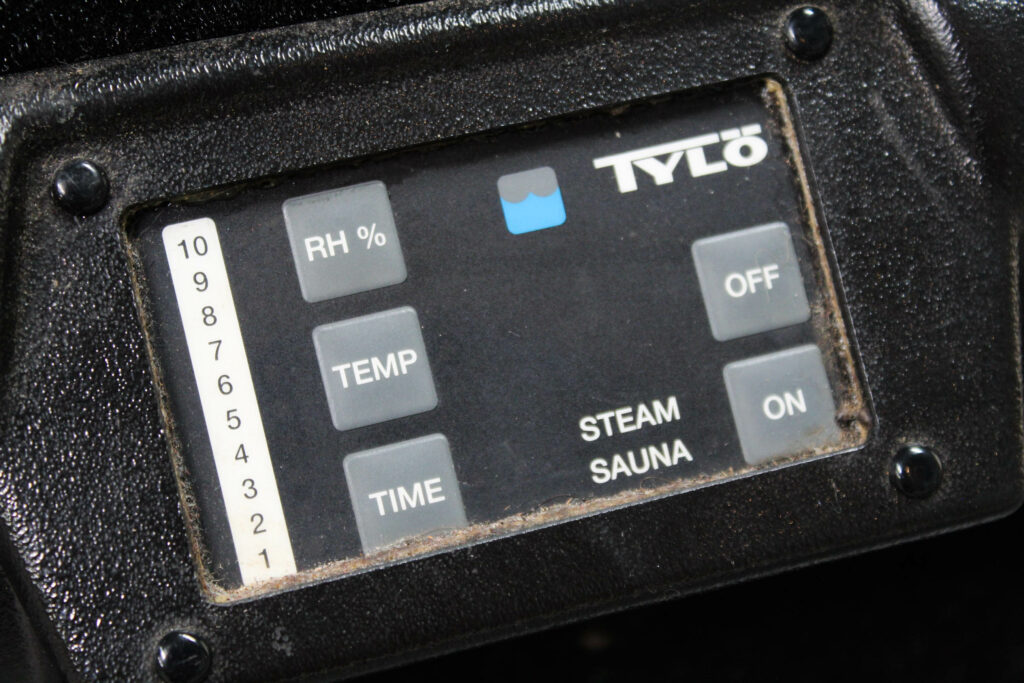 TYLÖ
10
9
8
7
6
5
4
3
2
1
RH %
TEMP
TIME
OFF
ON
STEAM
SAUNA